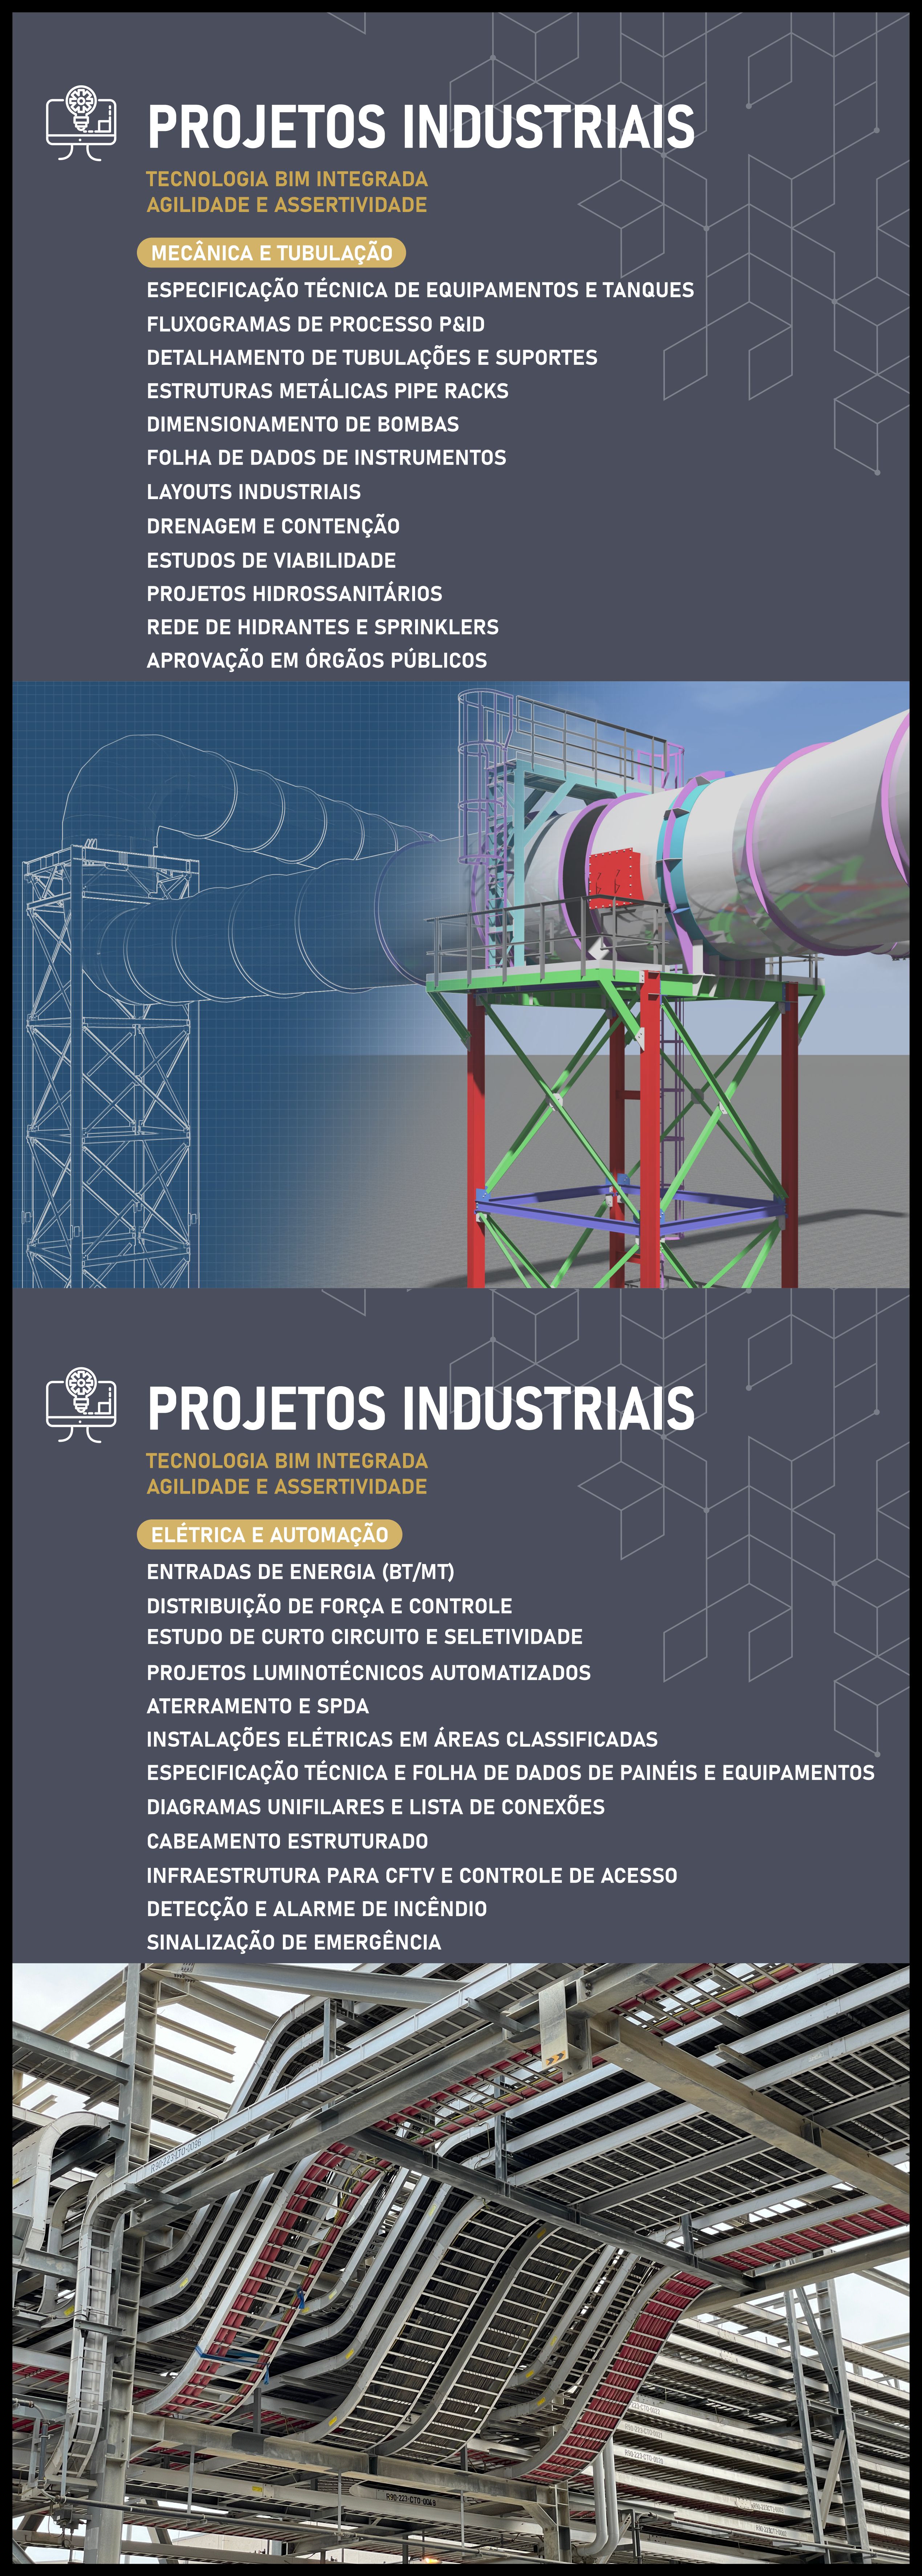 PROJETOS INDUSTRIAIS
TECNOLOGIA BIM INTEGRADA
AGILIDADE E ASSERTIVIDADE
MECÂNICA E TUBULAÇÃO
ESPECIFICAÇÃO TÉCNICA DE EQUIPAMENTOS E TANQUES
FLUXOGRAMAS DE PROCESSO P&ID
DETALHAMENTO DE TUBULAÇÕES E SUPORTES
ESTRUTURAS METÁLICAS PIPE RACKS
DIMENSIONAMENTO DE BOMBAS
FOLHA DE DADOS DE INSTRUMENTOS
LAYOUTS INDUSTRIAIS
DRENAGEM E CONTENÇÃO
ESTUDOS DE VIABILIDADE
PROJETOS HIDROSSANITÁRIOS
REDE DE HIDRANTES E SPRINKLERS
APROVAÇÃO EM ÓRGÃOS PÚBLICOS
PROJETOS INDUSTRIAIS
TECNOLOGIA BIM INTEGRADA
AGILIDADE E ASSERTIVIDADE
ELÉTRICA E AUTOMAÇÃO
ENTRADAS DE ENERGIA (BT/MT)
DISTRIBUIÇÃO DE FORÇA E CONTROLE
ESTUDO DE CURTO CIRCUITO E SELETIVIDADE
PROJETOS LUMINOTÉCNICOS AUTOMATIZADOS
ATERRAMENTO E SPDA
INSTALAÇÕES ELÉTRICAS EM ÁREAS CLASSIFICADAS
ESPECIFICAÇÃO TÉCNICA E FOLHA DE DADOS DE PAINÉIS E EQUIPAMENTOS
DIAGRAMAS UNIFILARES E LISTA DE CONEXÕES
CABEAMENTO ESTRUTURADO
INFRAESTRUTURA PARA CFTV E CONTROLE DE ACESSO
DETECÇÃO E ALARME DE INCÊNDIO
SINALIZAÇÃO DE EMERGÊNCIA